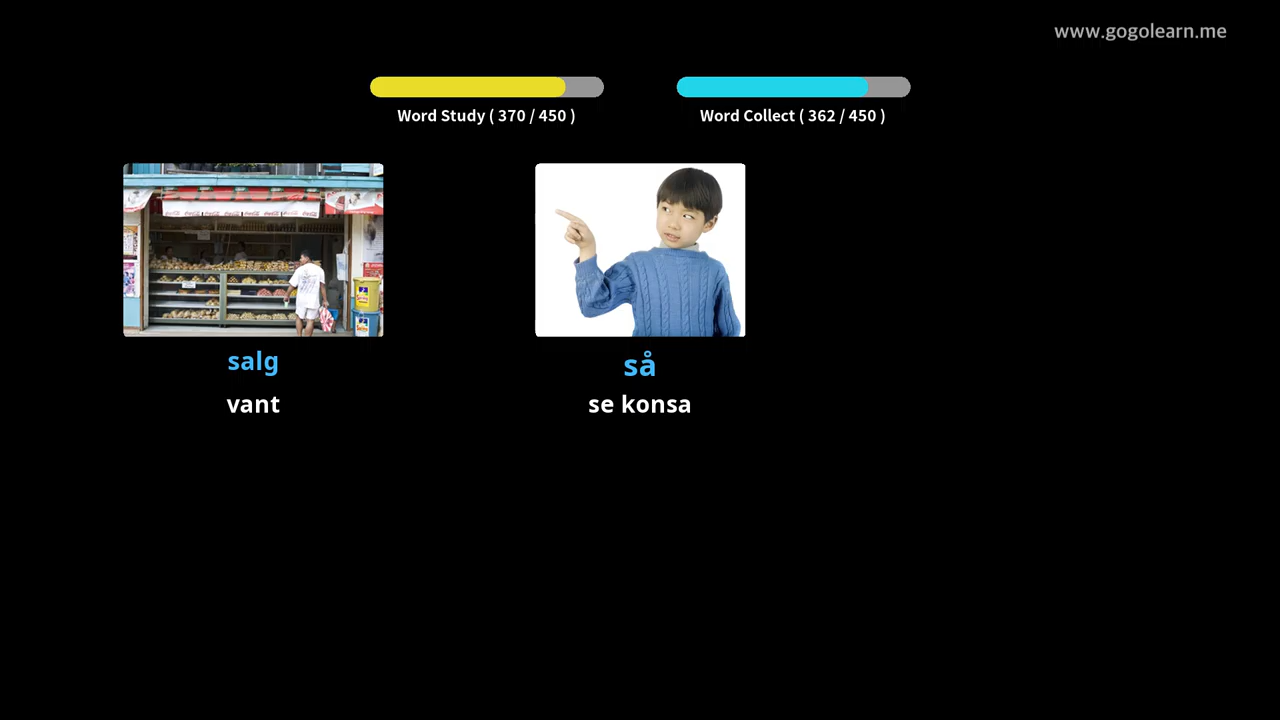 www.gogolearn.me
Word Study ( 370 / 450 )
Word Collect ( 362 / 450 )
salg
så
vant
se konsa